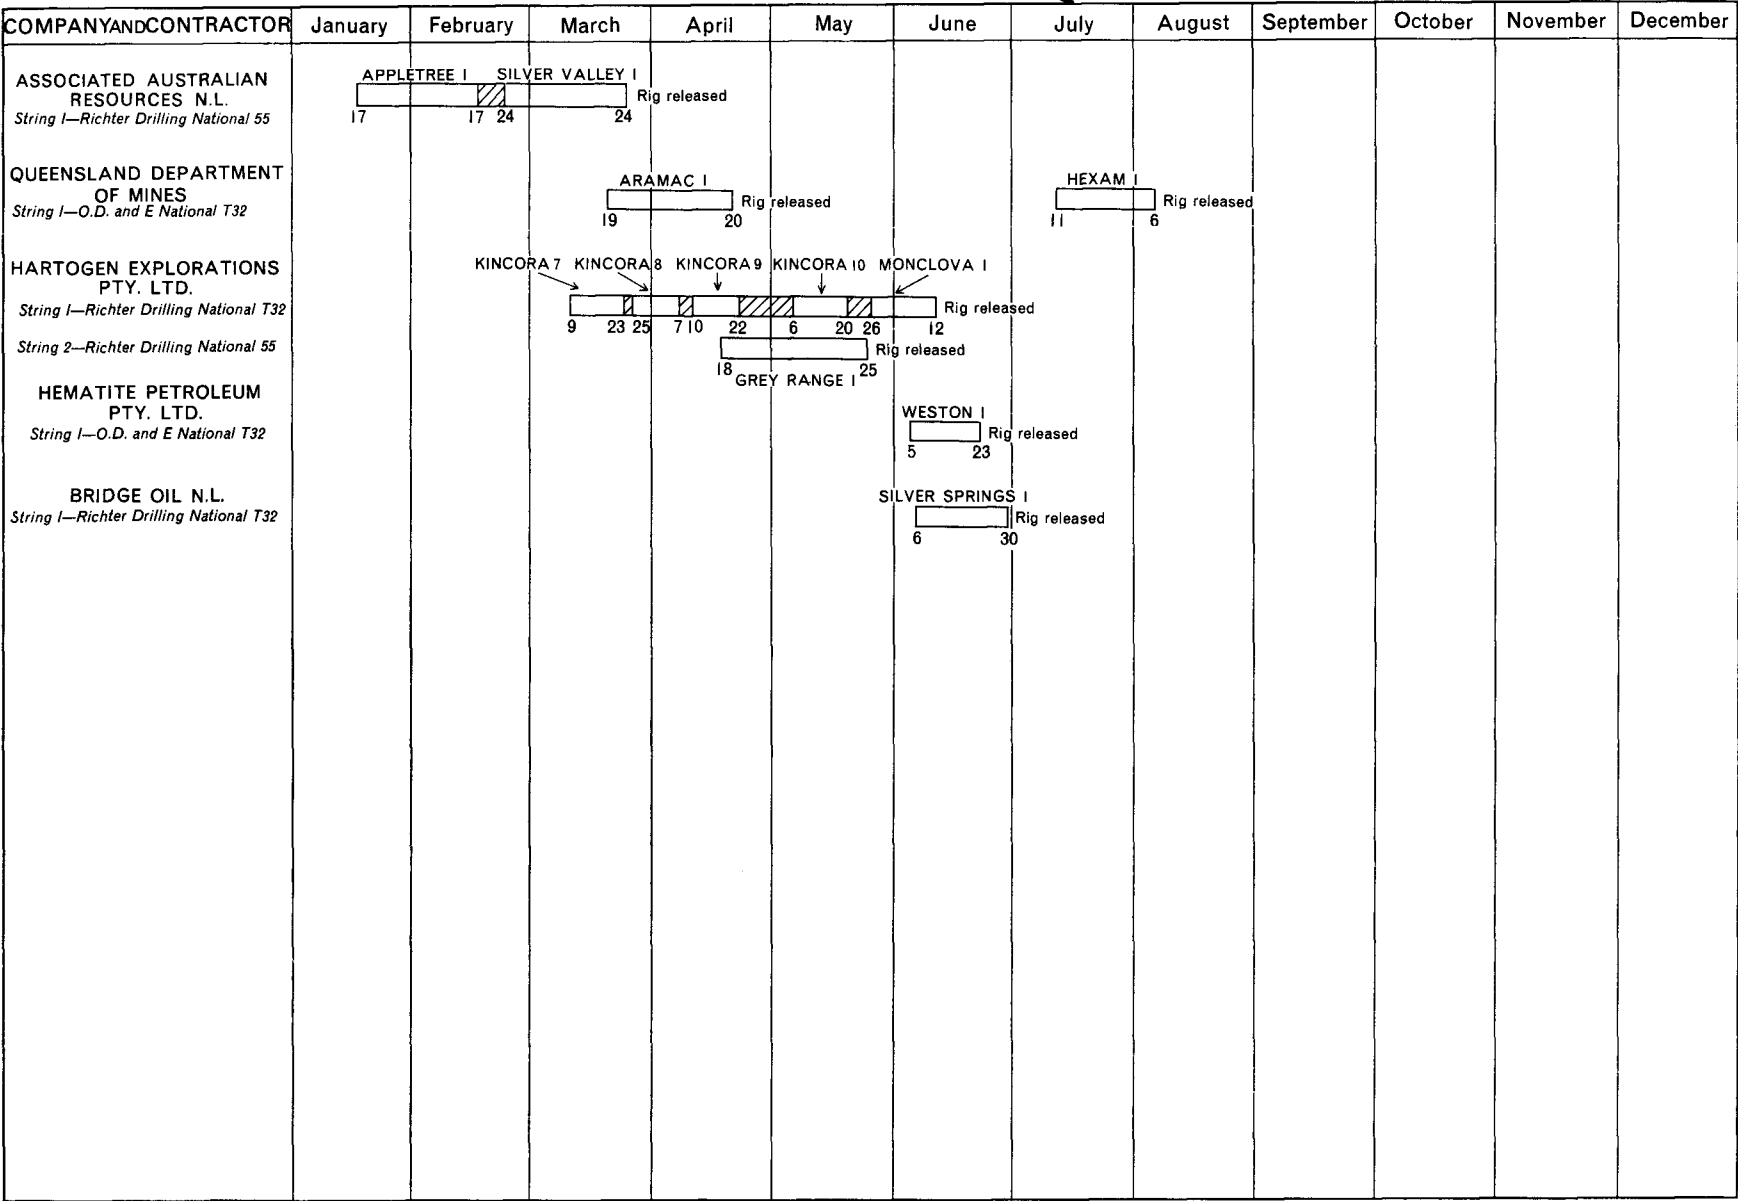 COMPANY AND CONTRACTOR January February March April May June July August September October November December
ASSOCIATED AUSTRALIAN
RESOURCES N.L.
String I—Richter Drilling National 55
APPLETREE I SILVER VALLEY I
Rig released
17 17 24 24
QUEENSLAND DEPARTMENT
OF MINES
String I—O.D. and E National T32
ARAMAC I HEXAM I
Rig released Rig released
19 20 11 6
HARTOGEN EXPLORATIONS
PTY. LTD.
String I—Richter Drilling National T32
KINCORA 7 KINCORA 8 KINCORA 9 KINCORA 10 MONCLOVA I
Rig released
9 23 25 7 10 22 6 20 26 12
String 2—Richter Drilling National 55
Rig released
18 25
GREY RANGE I
HEMATITE PETROLEUM
PTY. LTD.
String I—O.D. and E National T32
WESTON I
Rig released
5 23
BRIDGE OIL N.L.
String I—Richter Drilling National T32
SILVER SPRINGS I
Rig released
6 30